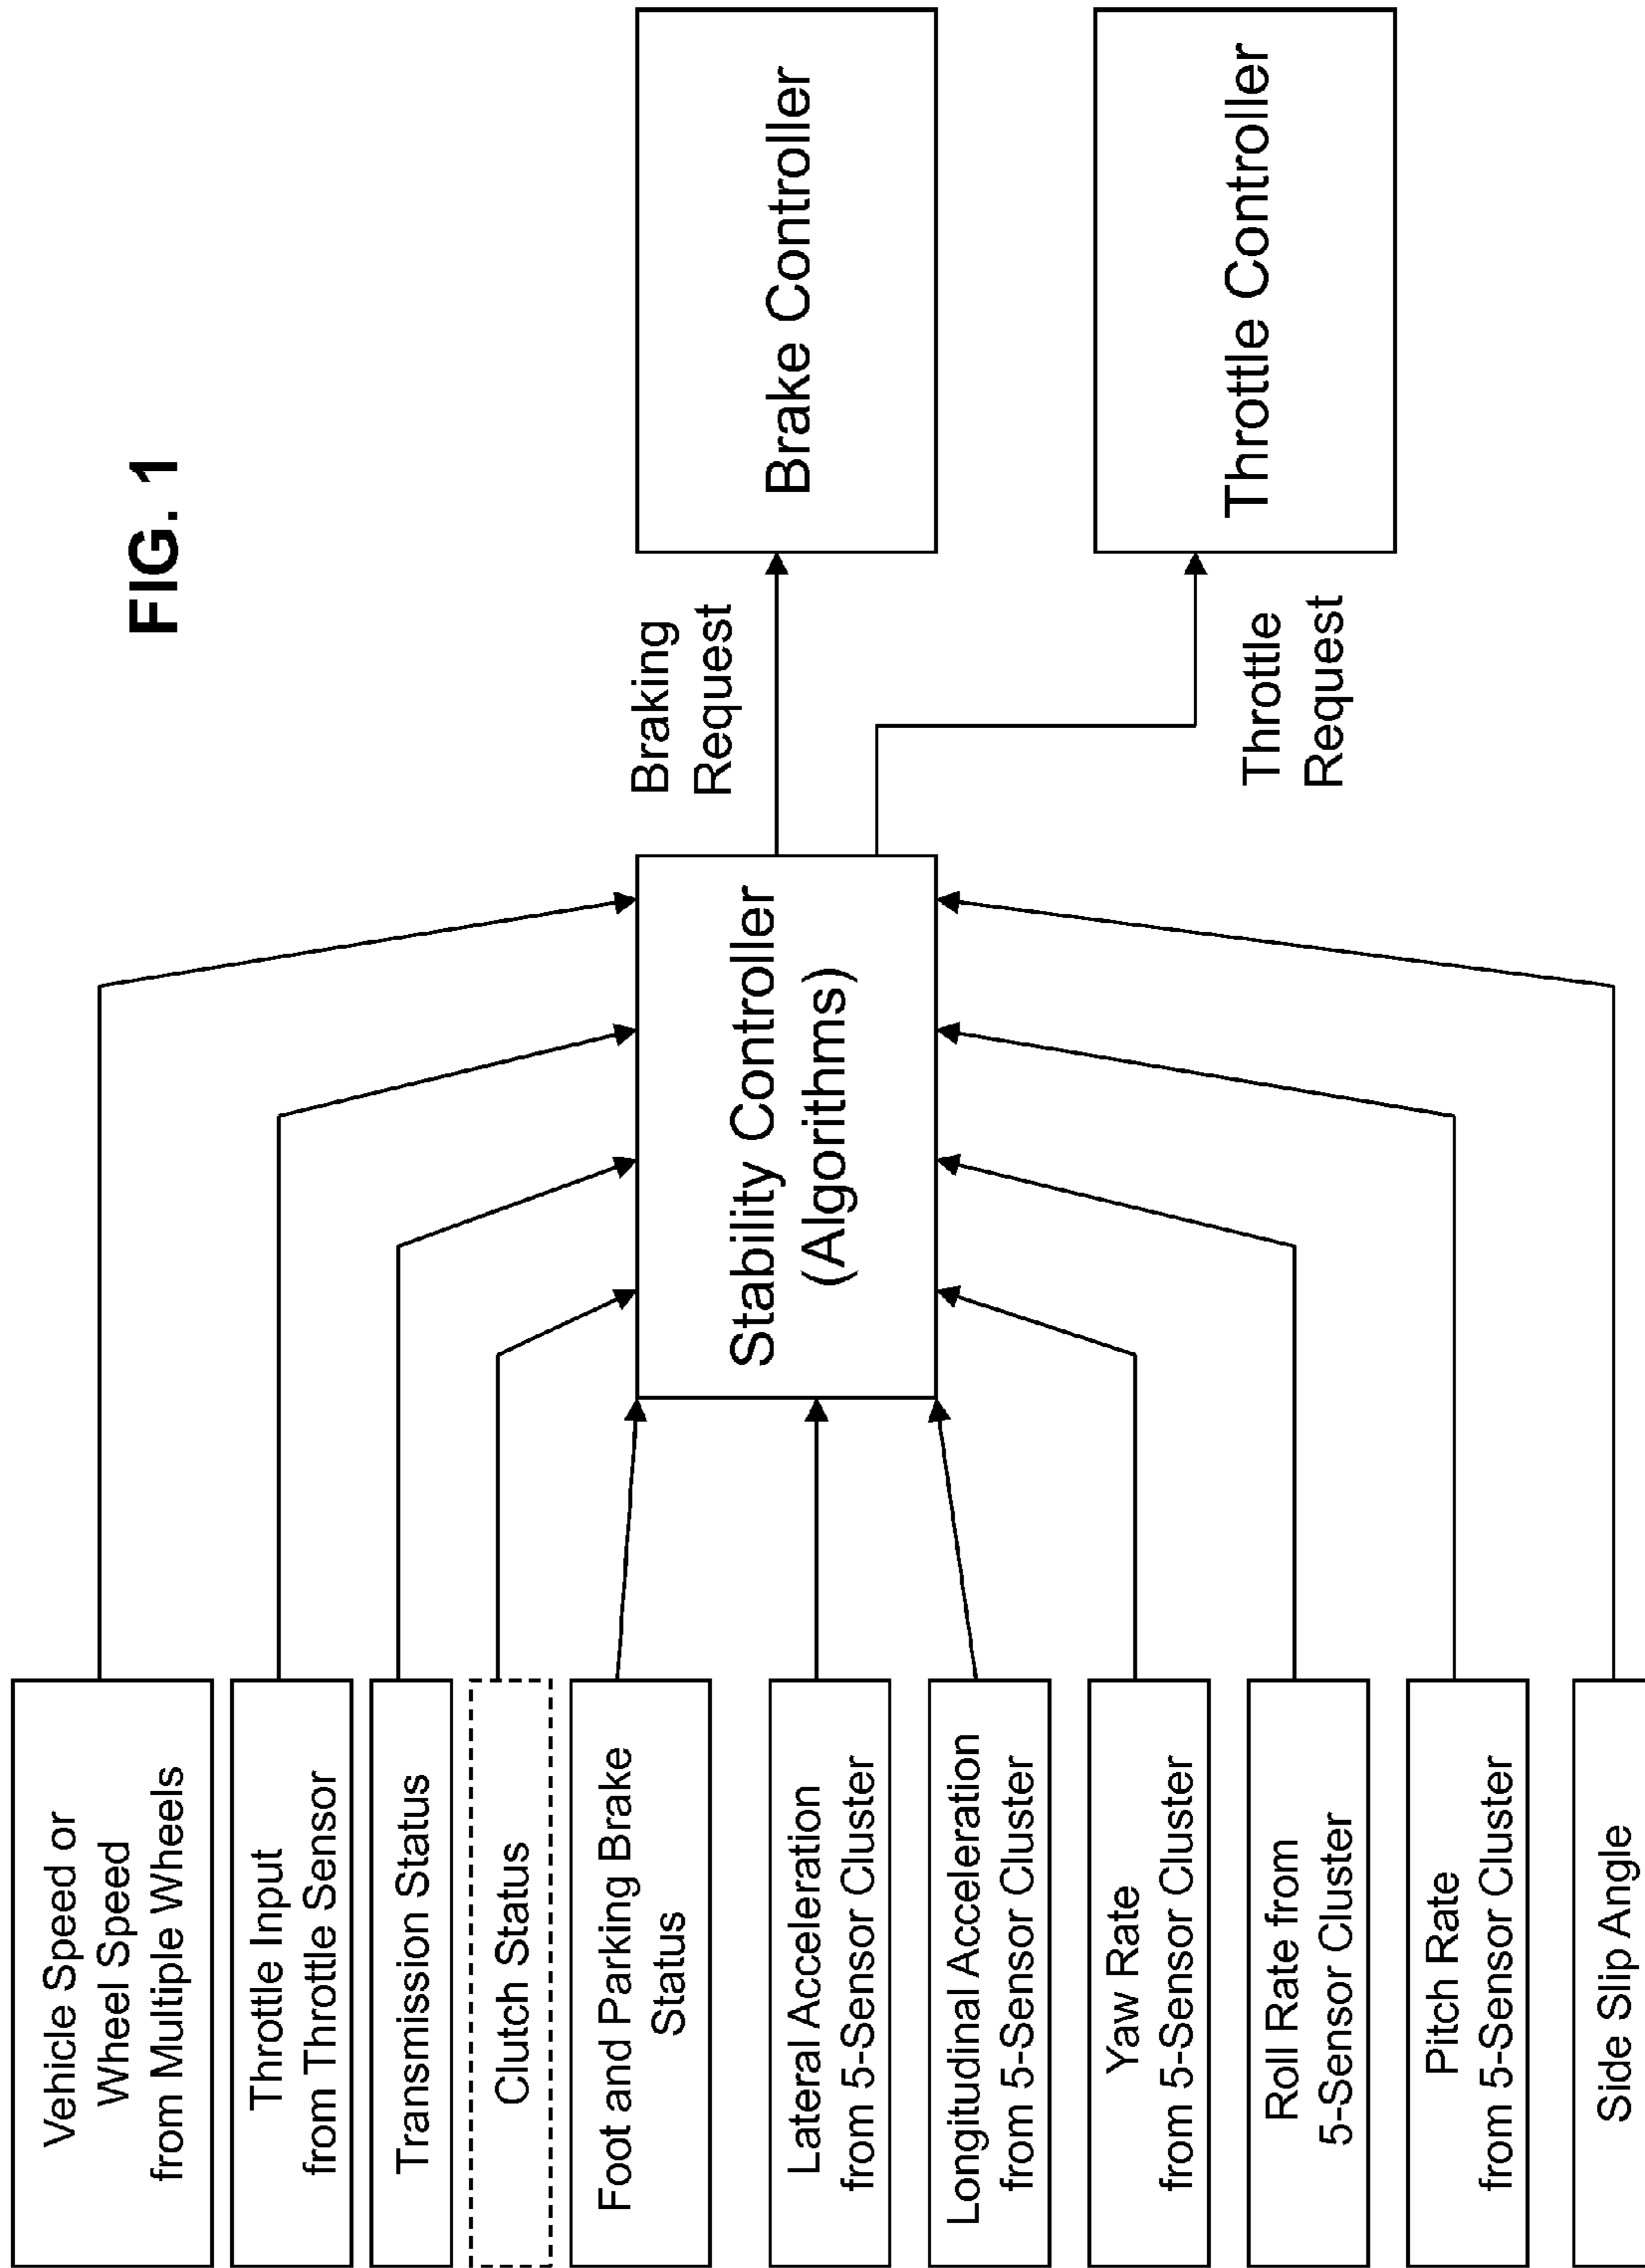 FIG. 1
Vehicle Speed or
Wheel Speed
from Multiple Wheels
Throttle Input
from Throttle Sensor
Transmission Status
Clutch Status
Foot and Parking Brake
Status
Lateral Acceleration
from 5-Sensor Cluster
Longitudinal Acceleration
from 5-Sensor Cluster
Yaw Rate
from 5-Sensor Cluster
Roll Rate from
5-Sensor Cluster
Pitch Rate
from 5-Sensor Cluster
Side Slip Angle
Stability Controller
(Algorithms)
Braking
Request
Throttle
Request
Brake Controller
Throttle Controller